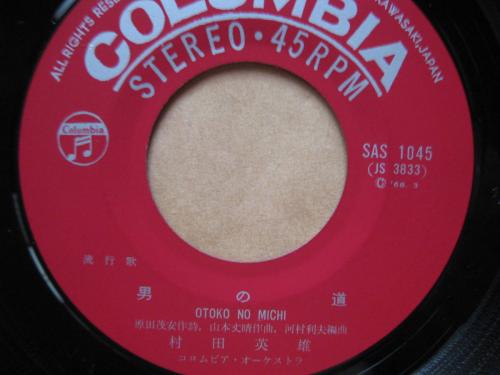 ALL RIGHTS RESE
KAWASAKI, JAPAN
COLUMBIA
STEREO・45RPM
Columbia
SAS 1045
(JS 3833)
Ⓟ '68. 3
流行歌
男の道
OTOKO NO MICHI
原田茂安作詩, 山本丈晴作曲, 河村利夫編曲
村田英雄
コロムビア・オーケストラ